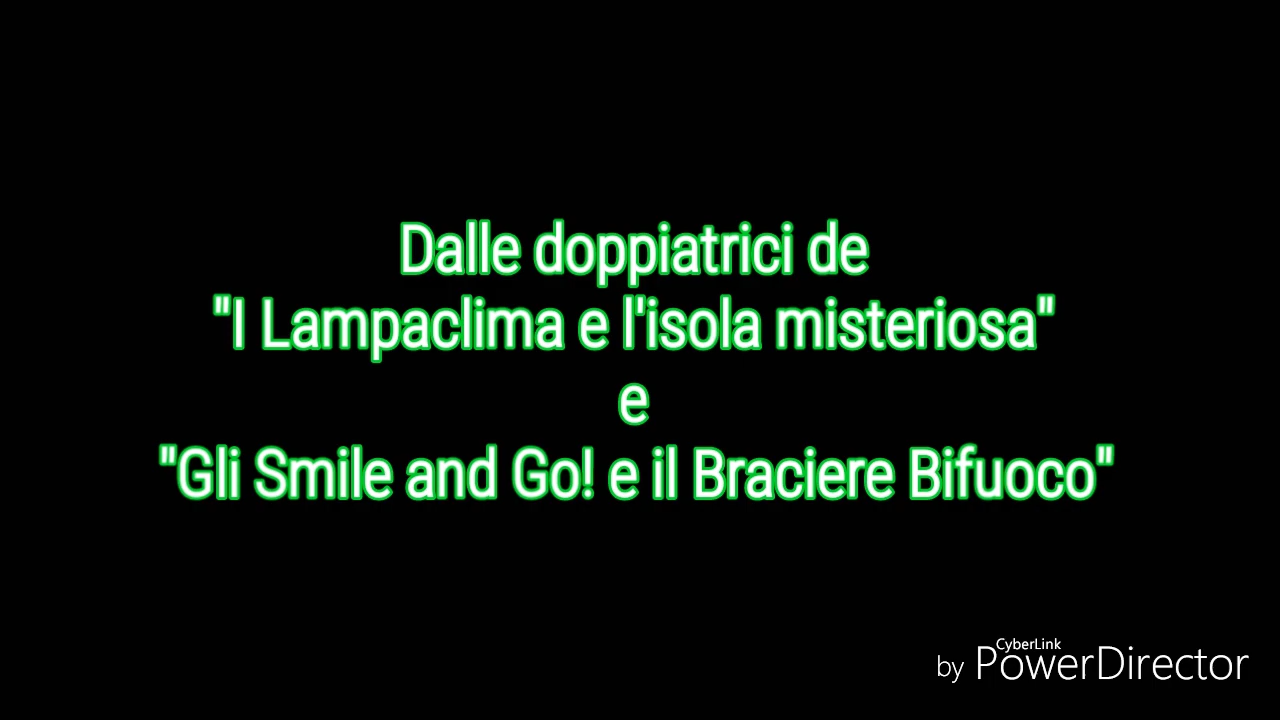 Dalle doppiatrici de
"I Lampaclima e l'isola misteriosa"
e
"Gli Smile and Go! e il Braciere Bifuoco"
by CyberLink PowerDirector